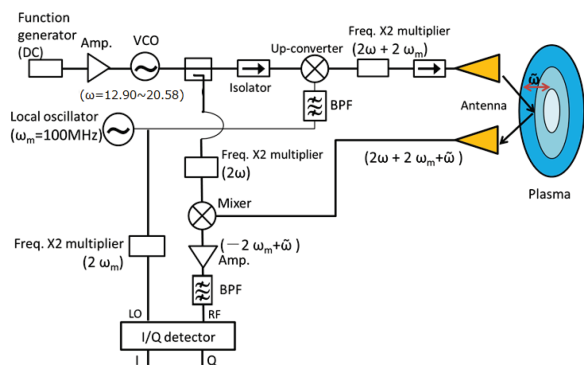 Function
generator
(DC)
Amp.
VCO
(ω=12.90~20.58)
Isolator
Up-converter
Freq. X2 multiplier
(2ω + 2 ωm)
BPF
Antenna
ω̃
Plasma
Local oscillator
(ωm=100MHz)
Freq. X2 multiplier
(2ω)
(2ω + 2 ωm+ω̃ )
Mixer
(−2 ωm+ω̃ )
Amp.
Freq. X2 multiplier
(2 ωm)
BPF
LO
RF
I/Q detector
I
Q